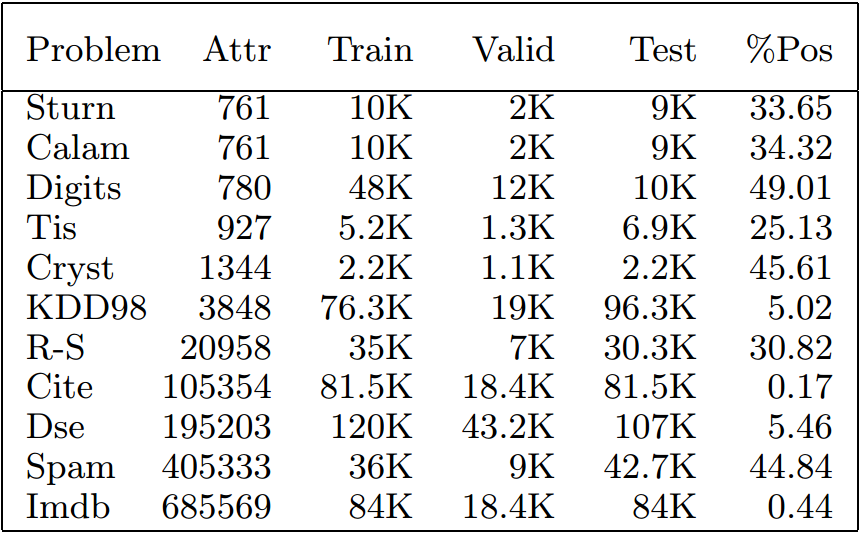 Problem Attr Train Valid Test %Pos
Sturn 761 10K 2K 9K 33.65
Calam 761 10K 2K 9K 34.32
Digits 780 48K 12K 10K 49.01
Tis 927 5.2K 1.3K 6.9K 25.13
Cryst 1344 2.2K 1.1K 2.2K 45.61
KDD98 3848 76.3K 19K 96.3K 5.02
R-S 20958 35K 7K 30.3K 30.82
Cite 105354 81.5K 18.4K 81.5K 0.17
Dse 195203 120K 43.2K 107K 5.46
Spam 405333 36K 9K 42.7K 44.84
Imdb 685569 84K 18.4K 84K 0.44